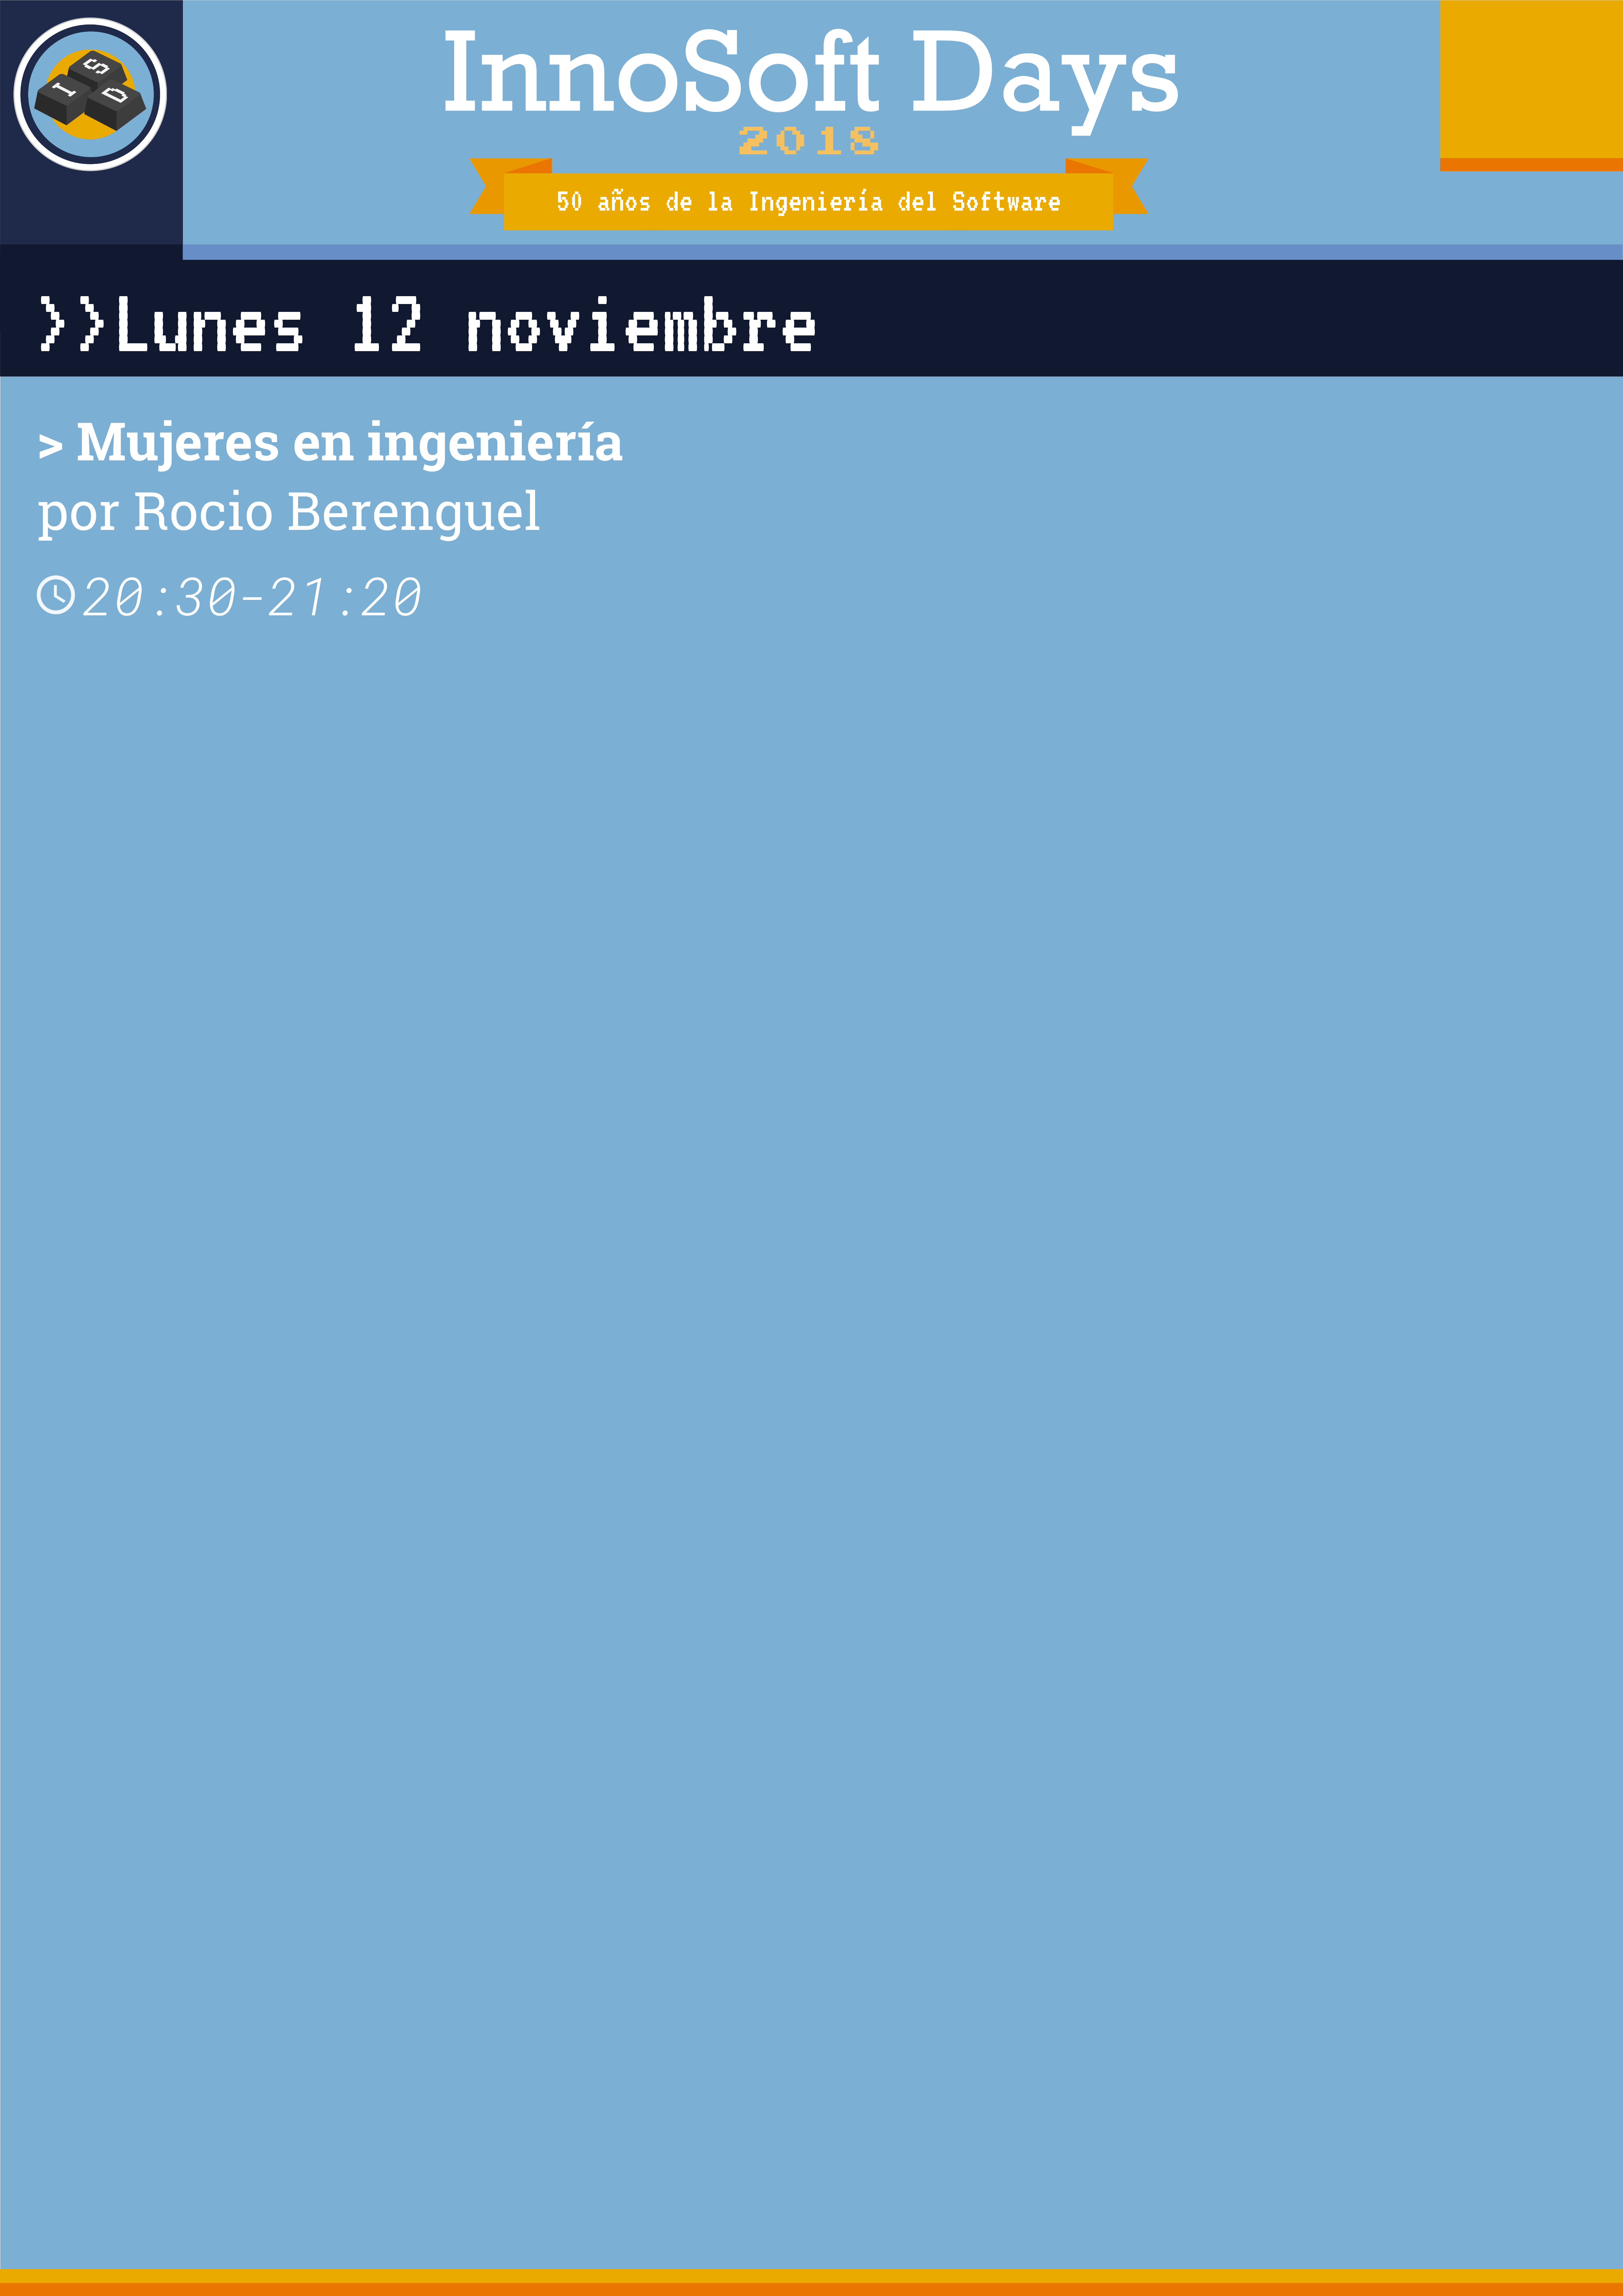 I S D
InnoSoft Days
2018
50 años de la Ingeniería del Software
>>Lunes 12 noviembre
> Mujeres en ingeniería
por Rocio Berenguel
20:30-21:20